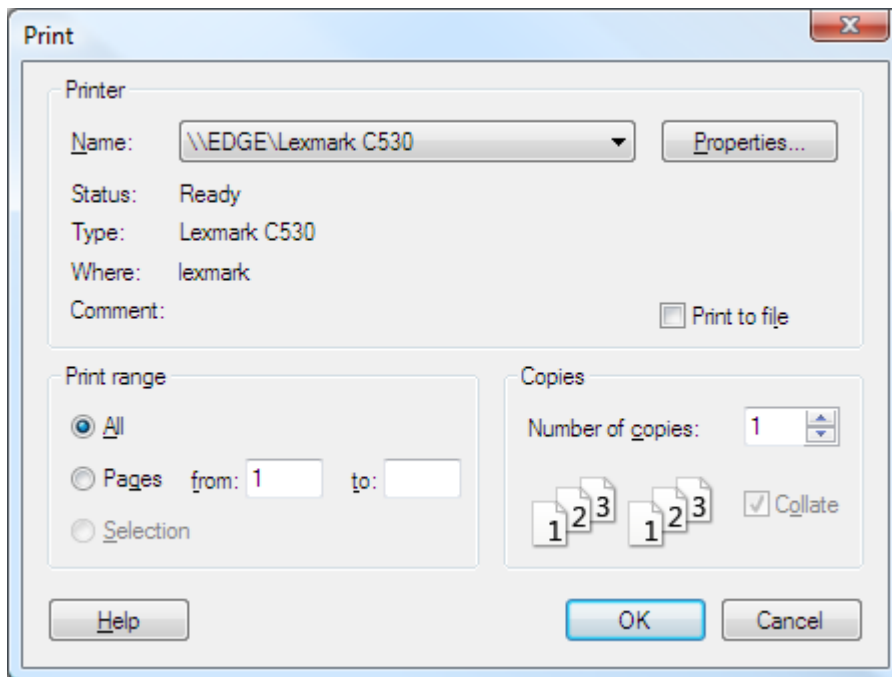 Print
Printer
Name: \\EDGE\Lexmark C530 Properties...
Status: Ready
Type: Lexmark C530
Where: lexmark
Comment: Print to file
Print range
All
Pages from: 1 to:
Selection
Copies
Number of copies: 1
1 2 3 1 2 3 Collate
Help OK Cancel